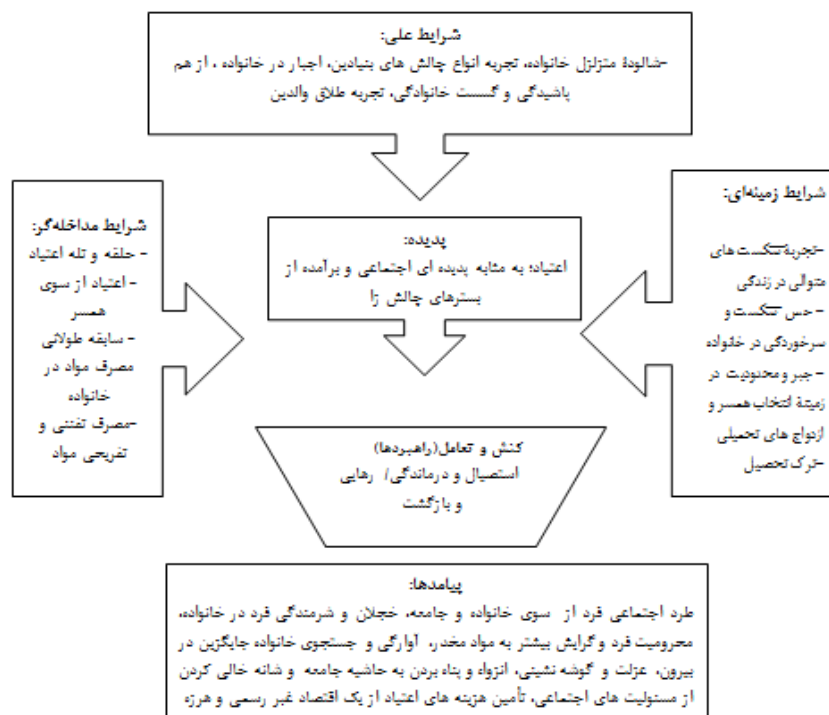 شرایط علی:
-شالودۀ متزلزل خانواده، تجربه انواع چالش های بنیادین، اجبار در خانواده ، از هم
پاشیدگی و گسست خانوادگی، تجربه طلاق والدین
شرایط زمینه‌ای:
-تجربۀ شکست های
متوالی در زندگی
-حس شکست و
سرخوردگی در خانواده
-جبر و محدودیت در
زمینۀ انتخاب همسر و
ازدواج های تحمیلی
-ترک تحصیل
پدیده:
اعتیاد؛ به مثابه پدیده ای اجتماعی و برآمده از
بسترهای چالش زا
شرایط مداخله‌گر:
- حلقه و تله اعتیاد
- اعتیاد از سوی
همسر
- سابقه طولانی
مصرف مواد در
خانواده
-مصرف تفننی و
تفریحی مواد
کنش و تعامل(راهبردها)
استصیال و درماندگی/ رهایی
و بازگشت
پیامدها:
طرد اجتماعی فرد از سوی خانواده و جامعه، خجلان و شرمندگی فرد در خانواده،
محرومیت فرد و گرایش بیشتر به مواد مخدر، آوارگی و جستجوی خانواده جایگزین در
بیرون، عزلت و گوشه نشینی، انزواء و پناه بردن به حاشیه جامعه و شانه خالی کردن
از مسئولیت های اجتماعی، تأمین هزینه های اعتیاد از یک اقتصاد غیر رسمی و هرزه